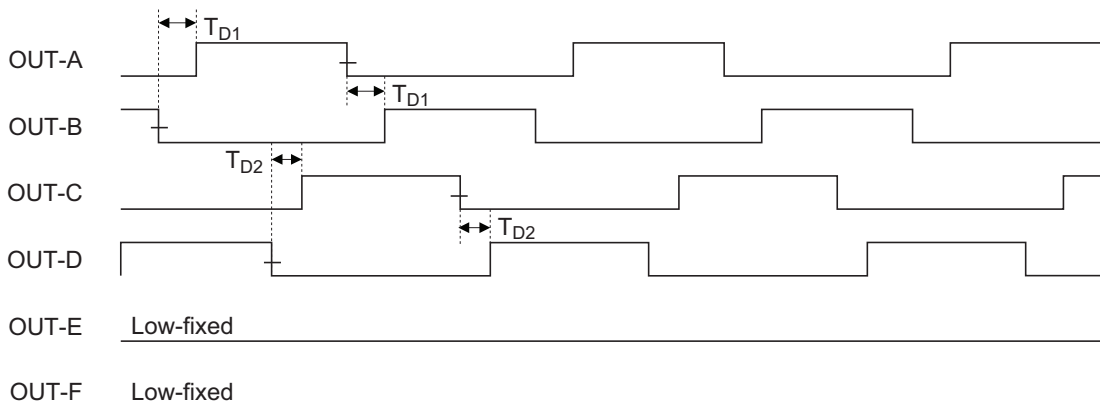 T_D1
OUT-A
T_D1
OUT-B
T_D2
OUT-C
T_D2
OUT-D
OUT-E Low-fixed
OUT-F Low-fixed